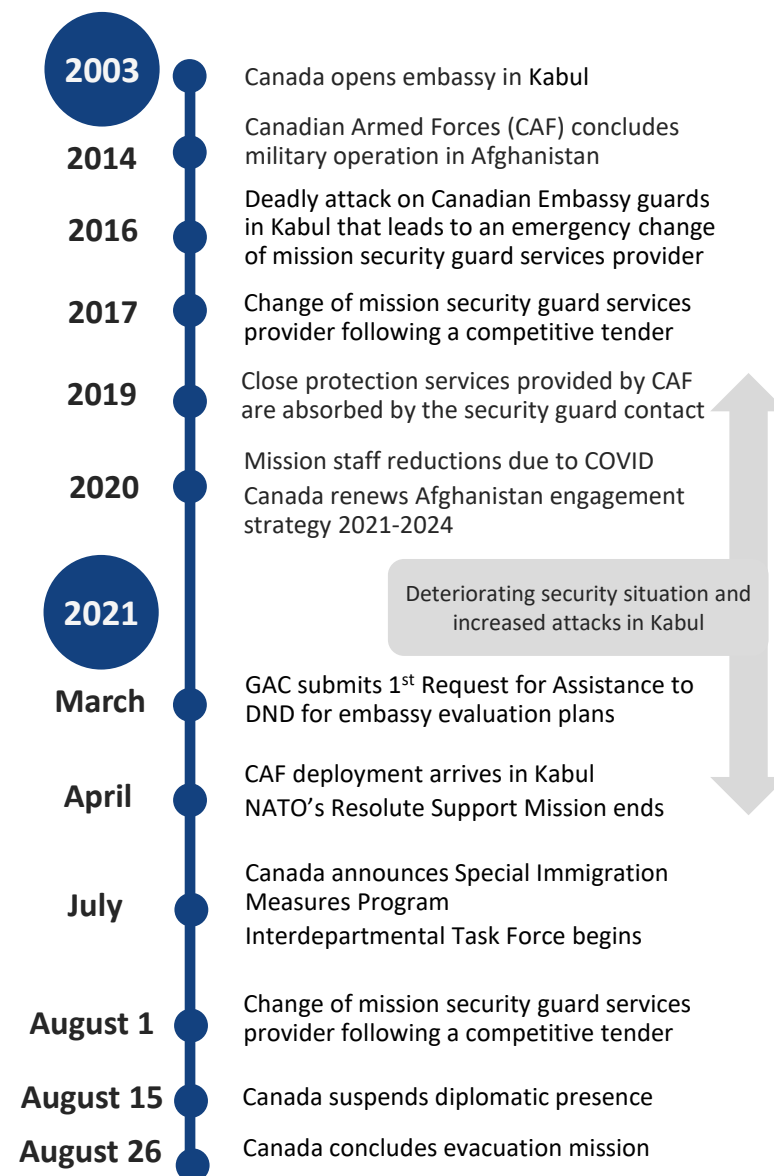 2003
Canada opens embassy in Kabul
2014
Canadian Armed Forces (CAF) concludes
military operation in Afghanistan
2016
Deadly attack on Canadian Embassy guards
in Kabul that leads to an emergency change
of mission security guard services provider
2017
Change of mission security guard services
provider following a competitive tender
2019
Close protection services provided by CAF
are absorbed by the security guard contact
2020
Mission staff reductions due to COVID
Canada renews Afghanistan engagement
strategy 2021-2024
Deteriorating security situation and
increased attacks in Kabul
2021
March
GAC submits 1st Request for Assistance to
DND for embassy evaluation plans
April
CAF deployment arrives in Kabul
NATO’s Resolute Support Mission ends
July
Canada announces Special Immigration
Measures Program
Interdepartmental Task Force begins
August 1
Change of mission security guard services
provider following a competitive tender
August 15
Canada suspends diplomatic presence
August 26
Canada concludes evacuation mission